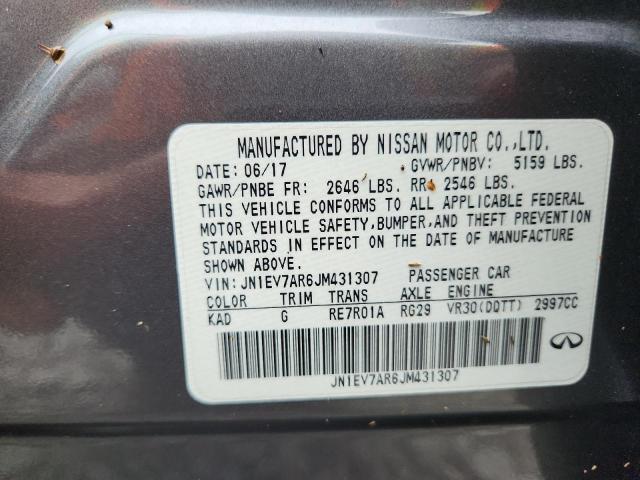 MANUFACTURED BY NISSAN MOTOR CO.,LTD.
DATE: 06/17 GVWR/PNBV: 5159 LBS.
GAWR/PNBE FR: 2646 LBS. RR: 2546 LBS.
THIS VEHICLE CONFORMS TO ALL APPLICABLE FEDERAL
MOTOR VEHICLE SAFETY,BUMPER,AND THEFT PREVENTION
STANDARDS IN EFFECT ON THE DATE OF MANUFACTURE
SHOWN ABOVE.
VIN: JN1EV7AR6JM431307 PASSENGER CAR
COLOR TRIM TRANS AXLE ENGINE
KAD G RE7R01A RG29 VR30(DDTT) 2997CC
JN1EV7AR6JM431307